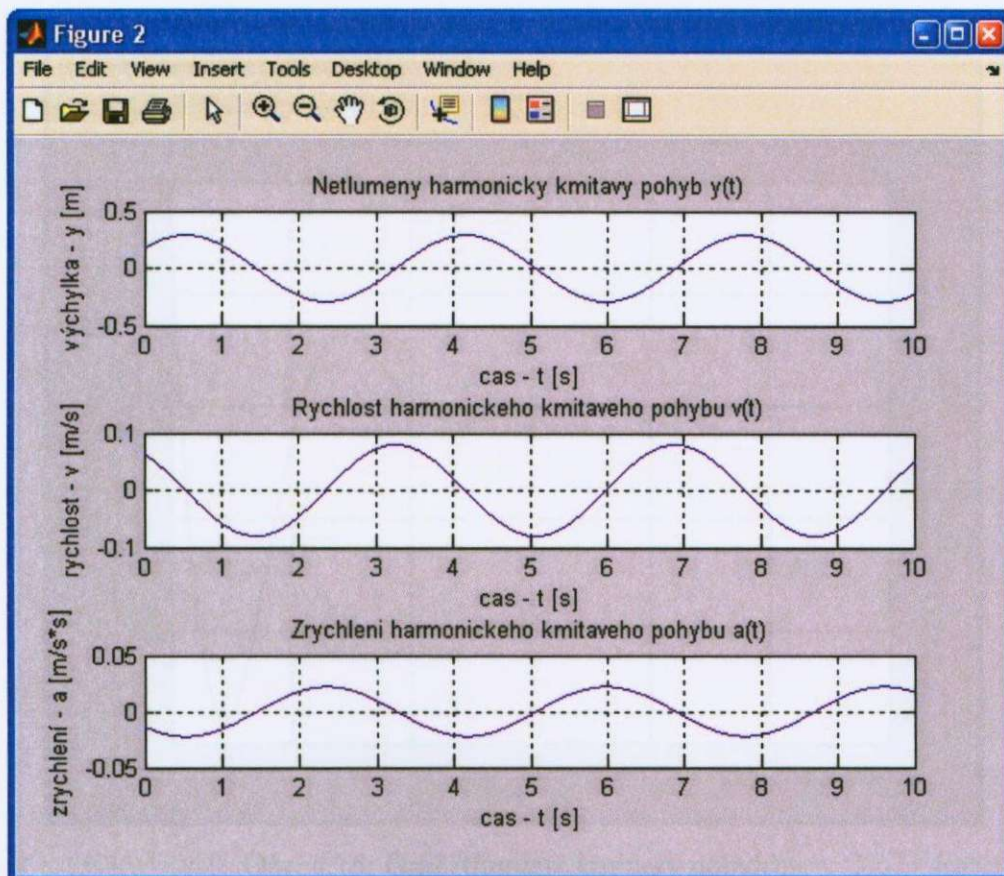 Figure 2
File Edit View Insert Tools Desktop Window Help
Netlumeny harmonicky kmitavy pohyb y(t)
výchylka - y [m]
0.5
0
-0.5
0 1 2 3 4 5 6 7 8 9 10
cas - t [s]
Rychlost harmonickeho kmitaveho pohybu v(t)
rychlost - v [m/s]
0.1
0
-0.1
0 1 2 3 4 5 6 7 8 9 10
cas - t [s]
Zrychleni harmonickeho kmitaveho pohybu a(t)
zrychlení - a [m/s*s]
0.05
0
-0.05
0 1 2 3 4 5 6 7 8 9 10
cas - t [s]